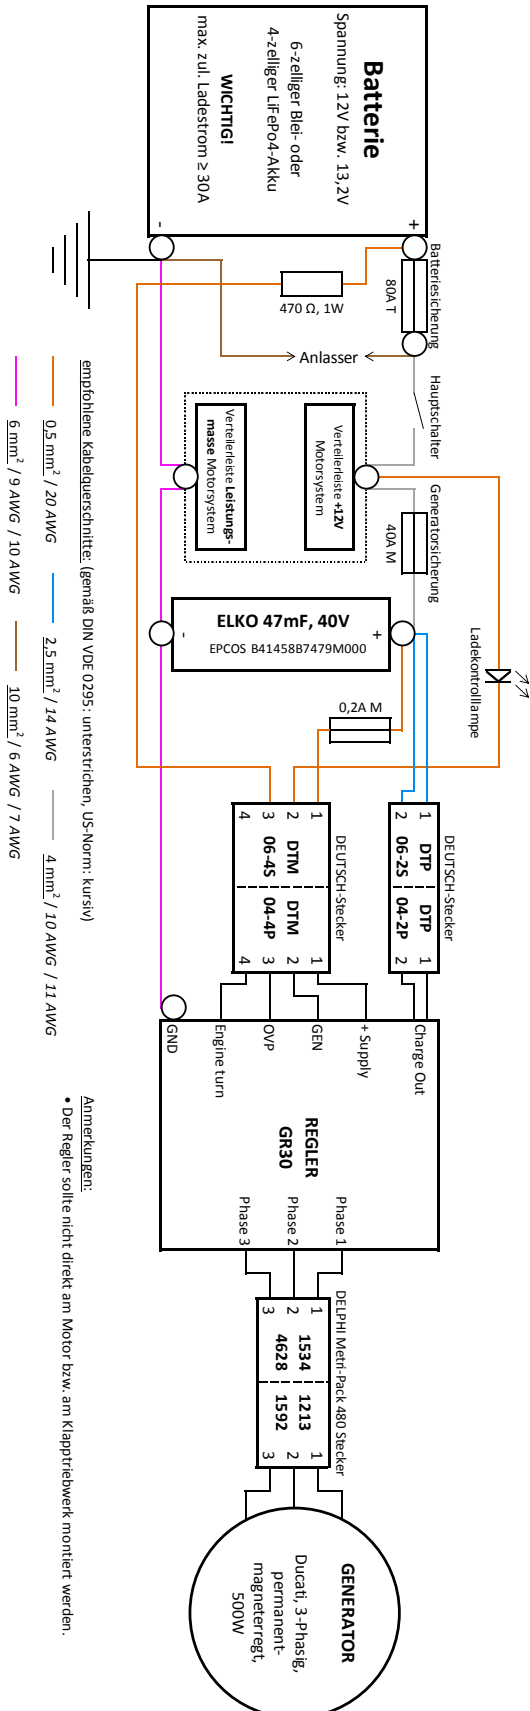 Batterie
Spannung: 12V bzw. 13,2V
6-zelliger Blei- oder
4-zelliger LiFePo4-Akku
WICHTIG!
max. zul. Ladestrom ≥ 30A
+
-
Batteriesicherung
80A T
470 Ω, 1W
Anlasser
Hauptschalter
Verteilerleiste +12V
Motorsystem
Verteilerleiste Leistungs-
masse Motorsystem
Generatorsicherung
40A M
ELKO 47mF, 40V
EPCOS B41458B7479M000
+
-
Ladekontrolllampe
0,2A M
DEUTSCH-Stecker
1 DTP DTP 1
2 06-2S 04-2P 2
DEUTSCH-Stecker
1 1
2 DTM DTM 2
3 06-4S 04-4P 3
4 4
Charge Out
+ Supply
GEN
OVP
Engine turn
GND
REGLER
GR30
Phase 1
Phase 2
Phase 3
DELPHI Metri-Pack 480 Stecker
1 1
2 1534 1213 2
3 4628 1592 3
GENERATOR
Ducati, 3-Phasig,
permanent-
magneterregt,
500W
empfohlene Kabelquerschnitte: (gemäß DIN VDE 0295: unterstrichen, US-Norm: kursiv)
0,5 mm² / 20 AWG
2,5 mm² / 14 AWG
4 mm² / 10 AWG / 11 AWG
6 mm² / 9 AWG / 10 AWG
10 mm² / 6 AWG / 7 AWG
Anmerkungen:
• Der Regler sollte nicht direkt am Motor bzw. am Klapptriebwerk montiert werden.